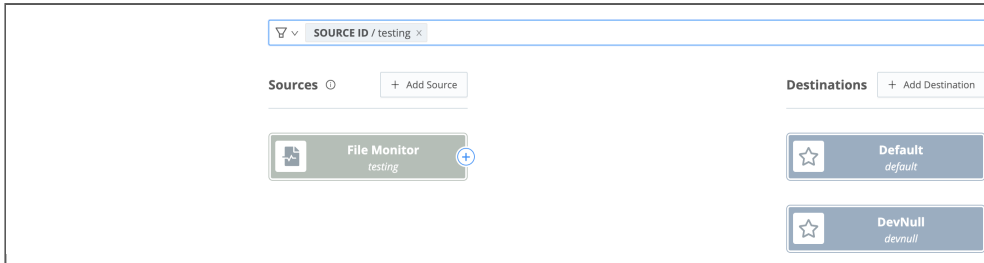 SOURCE ID / testing ×
Sources
+ Add Source
Destinations
+ Add Destination
File Monitor
testing
Default
default
DevNull
devnull